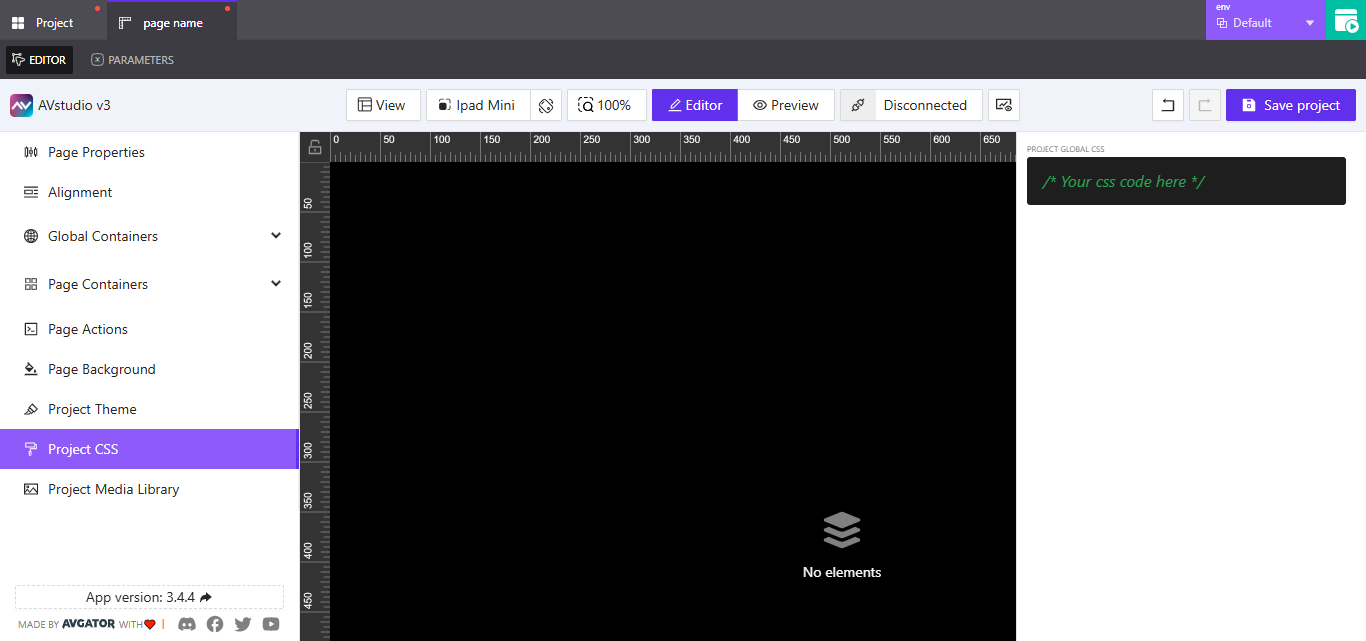 Project
page name
env
Default
EDITOR
PARAMETERS
AVstudio v3
View
Ipad Mini
100%
Editor
Preview
Disconnected
Save project
Page Properties
Alignment
Global Containers
Page Containers
Page Actions
Page Background
Project Theme
Project CSS
Project Media Library
App version: 3.4.4
MADE BY AVGATOR WITH
0 50 100 150 200 250 300 350 400 450 500 550 600 650
50
100
150
200
250
300
350
400
450
No elements
PROJECT GLOBAL CSS
/* Your css code here */